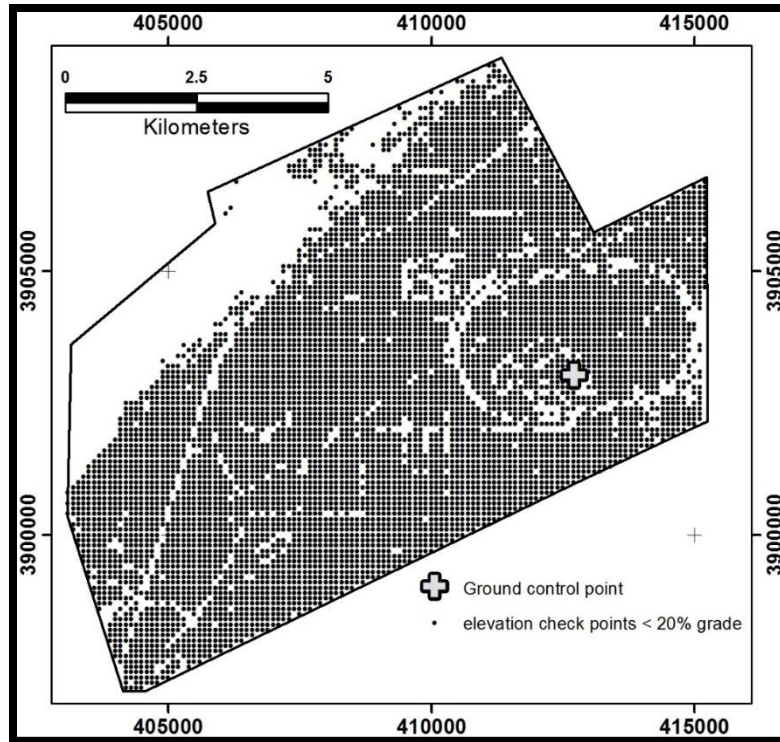 405000 410000 415000
0 2.5 5
Kilometers
3905000 3905000
3900000 3900000
Ground control point
elevation check points < 20% grade
405000 410000 415000